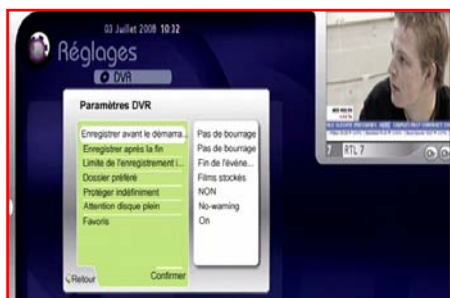 03 Juillet 2008 10:32
Réglages
DVR
Paramètres DVR
Enregistrer avant le démarra... Pas de bourrage
Enregistrer après la fin Pas de bourrage
Limite de l'enregistrement i... Fin de l'événe...
Dossier préféré Films stockés
Protéger indéfiniment NON
Attention disque plein No-warning
Favoris On
Retour Confirmer
7 RTL 7